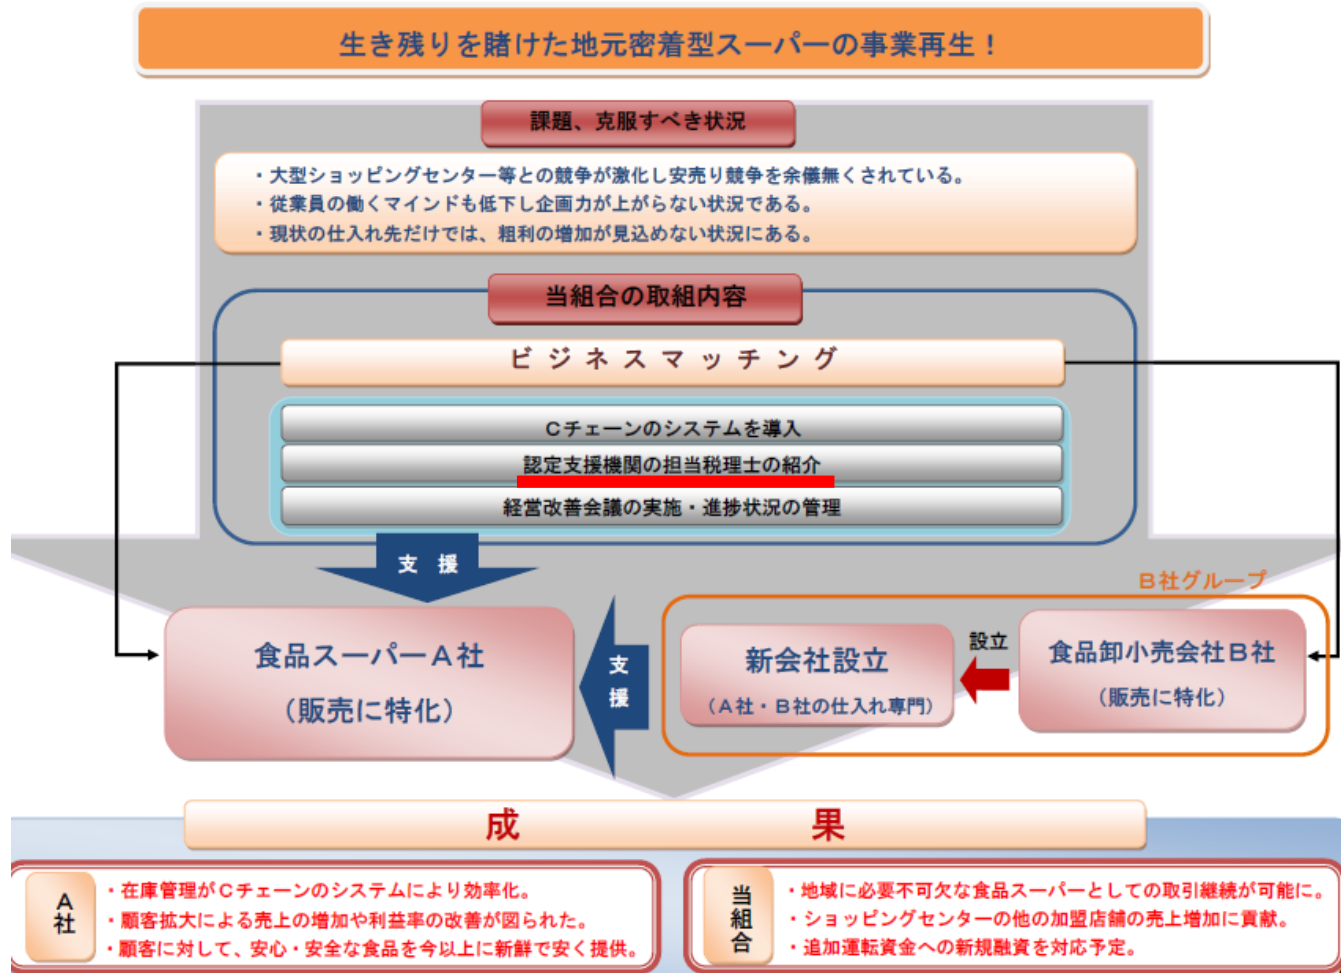 生き残りを賭けた地元密着型スーパーの事業再生！
課題、克服すべき状況
・大型ショッピングセンター等との競争が激化し安売り競争を余儀無くされている。
・従業員の働くマインドも低下し企画力が上がらない状況である。
・現状の仕入れ先だけでは、粗利の増加が見込めない状況にある。
当組合の取組内容
ビジネスマッチング
Ｃチェーンのシステムを導入
認定支援機関の担当税理士の紹介
経営改善会議の実施・進捗状況の管理
支 援
Ｂ社グループ
食品スーパーＡ社
（販売に特化）
支
援
新会社設立
（Ａ社・Ｂ社の仕入れ専門）
設立
食品卸小売会社Ｂ社
（販売に特化）
成 果
Ａ
社
・在庫管理がＣチェーンのシステムにより効率化。
・顧客拡大による売上の増加や利益率の改善が図られた。
・顧客に対して、安心・安全な食品を今以上に新鮮で安く提供。
当
組
合
・地域に必要不可欠な食品スーパーとしての取引継続が可能に。
・ショッピングセンターの他の加盟店舗の売上増加に貢献。
・追加運転資金への新規融資を対応予定。